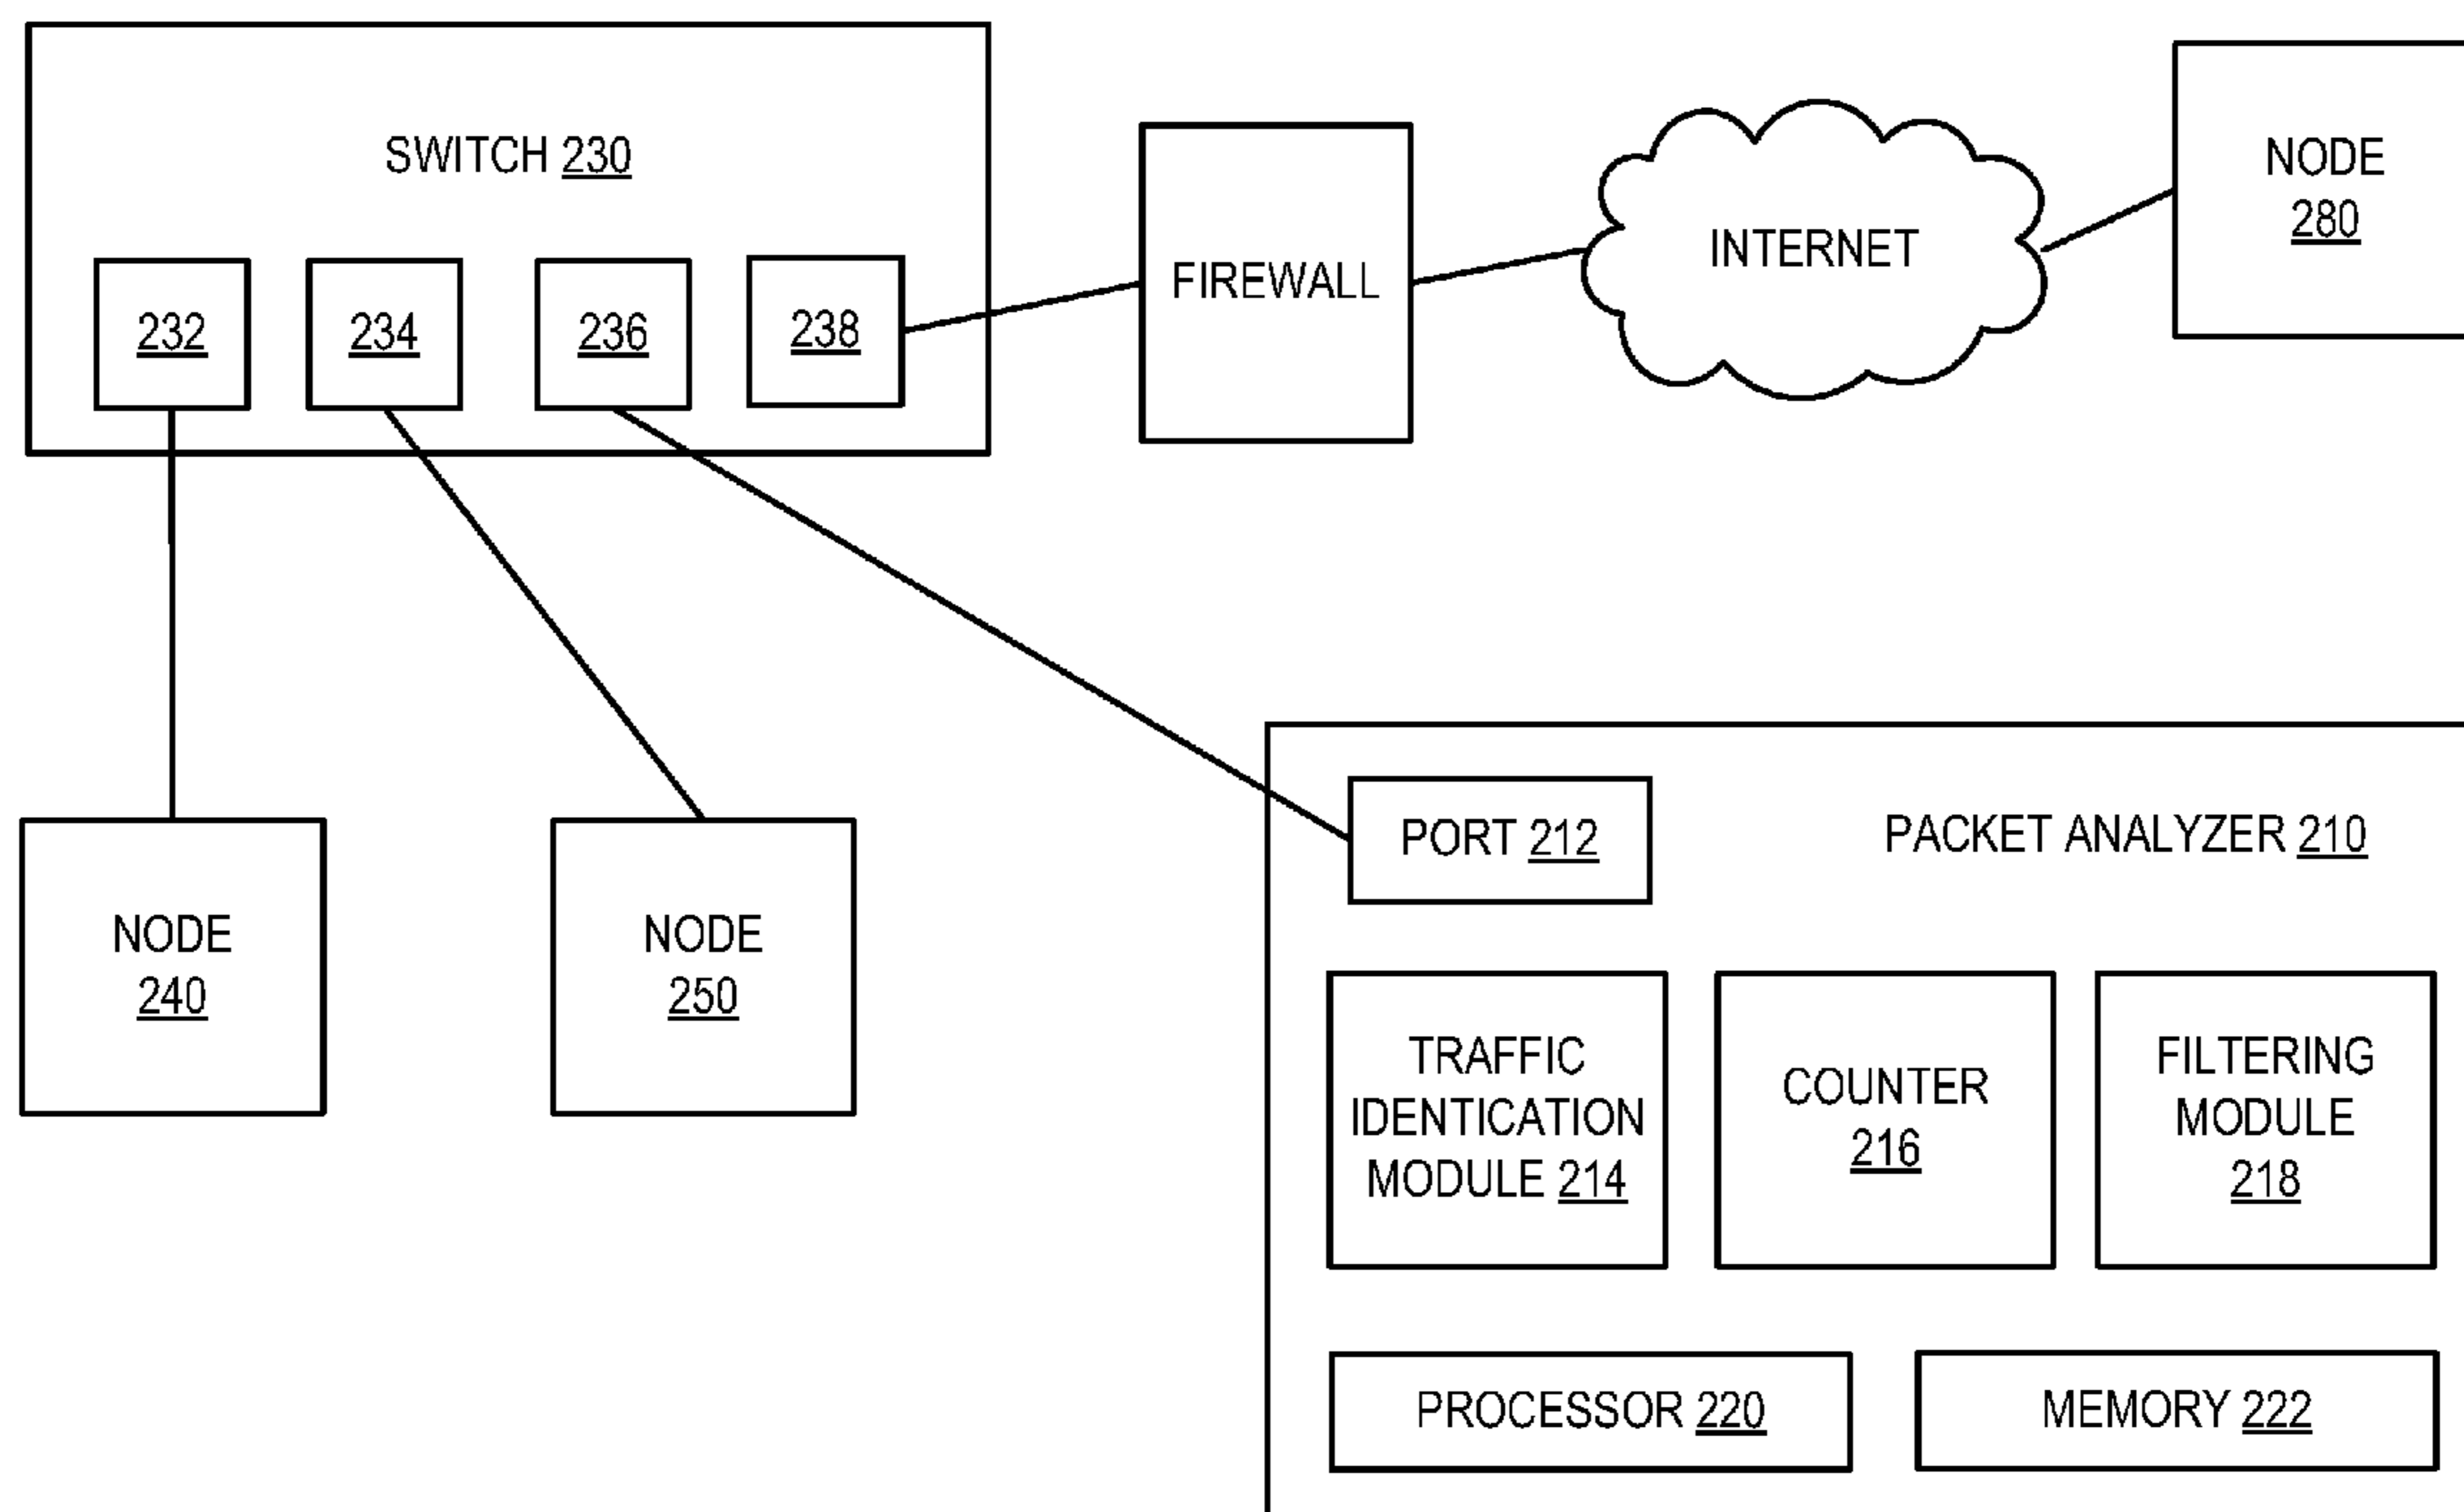 SWITCH 230
232
234
236
238
FIREWALL
INTERNET
NODE
280
NODE
240
NODE
250
PORT 212
PACKET ANALYZER 210
TRAFFIC
IDENTICATION
MODULE 214
COUNTER
216
FILTERING
MODULE
218
PROCESSOR 220
MEMORY 222